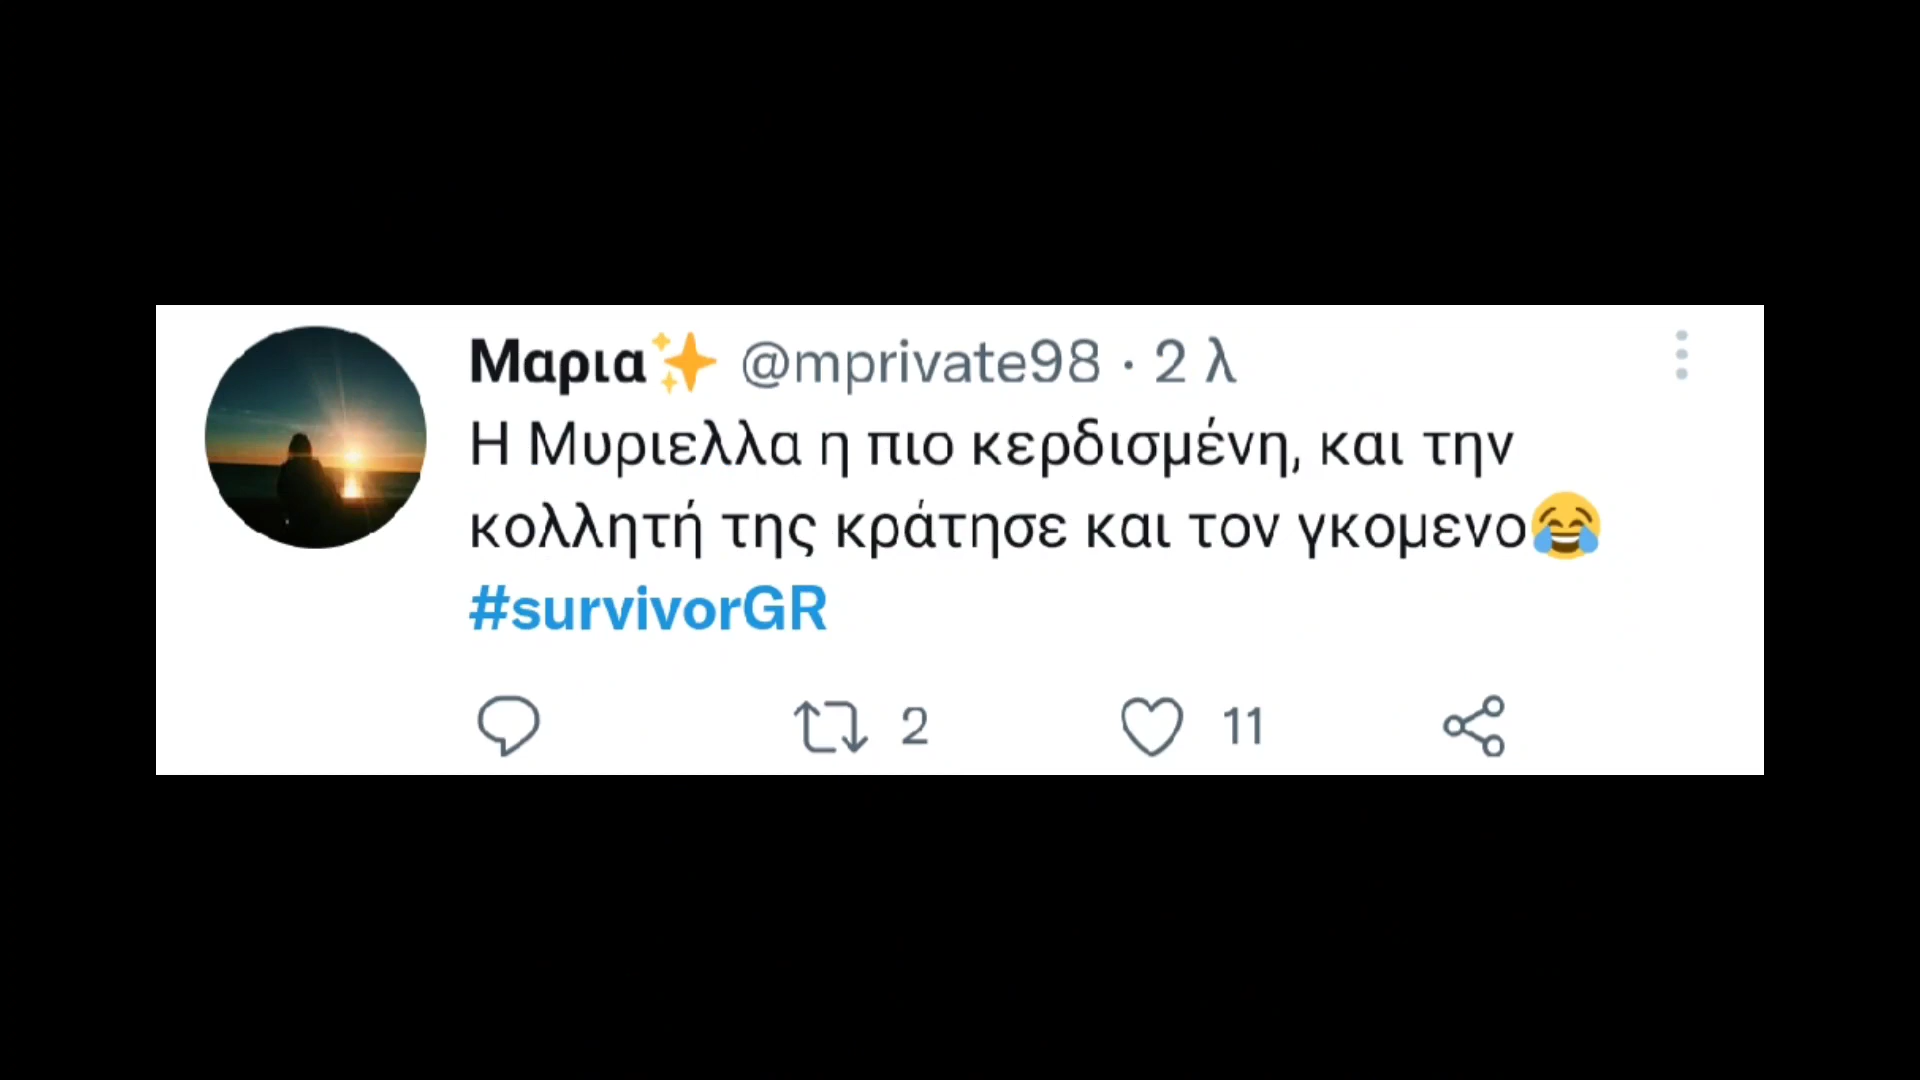 Μαρια✨ @mprivate98 · 2 λ
Η Μυριελλα η πιο κερδισμένη, και την
κολλητή της κράτησε και τον γκομενο😂
#survivorGR
2 11